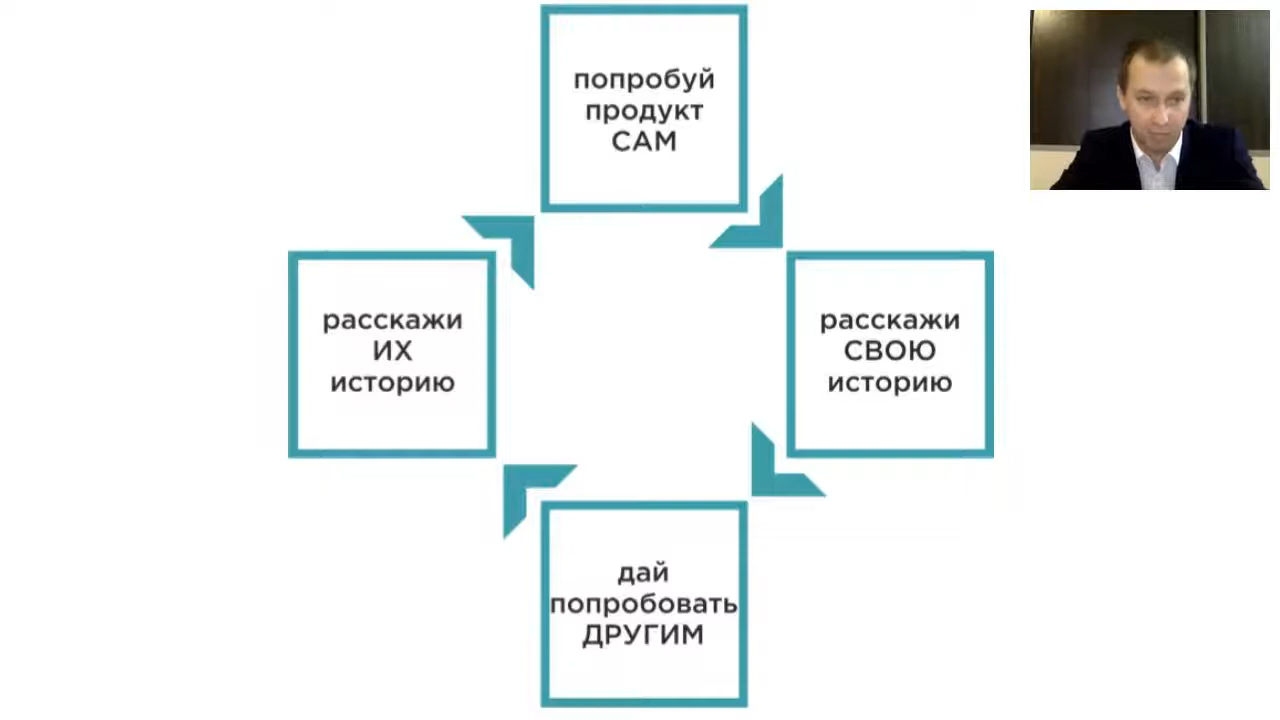 попробуй
продукт
САМ
расскажи
ИХ
историю
расскажи
СВОЮ
историю
дай
попробовать
ДРУГИМ